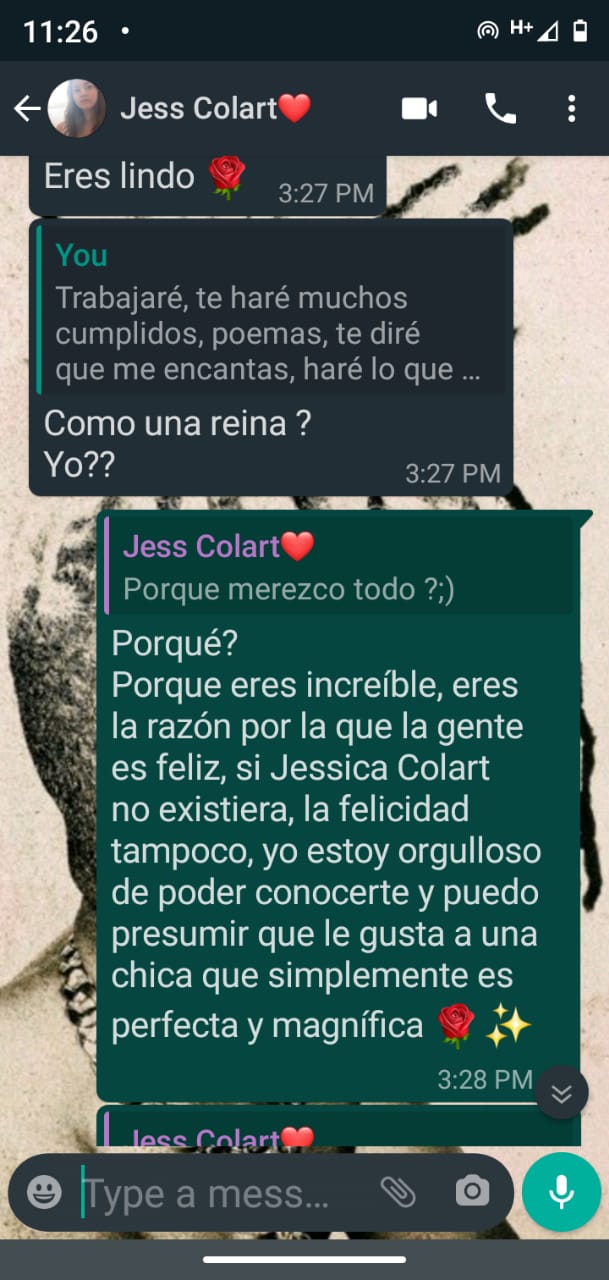 11:26
H+
Jess Colart❤️
Eres lindo 🌹
3:27 PM
You
Trabajaré, te haré muchos
cumplidos, poemas, te diré
que me encantas, haré lo que ...
Como una reina ?
Yo??
3:27 PM
Jess Colart❤️
Porque merezco todo ?;)
Porqué?
Porque eres increíble, eres
la razón por la que la gente
es feliz, si Jessica Colart
no existiera, la felicidad
tampoco, yo estoy orgulloso
de poder conocerte y puedo
presumir que le gusta a una
chica que simplemente es
perfecta y magnífica 🌹✨
3:28 PM
Jess Colart❤️
Type a mess...